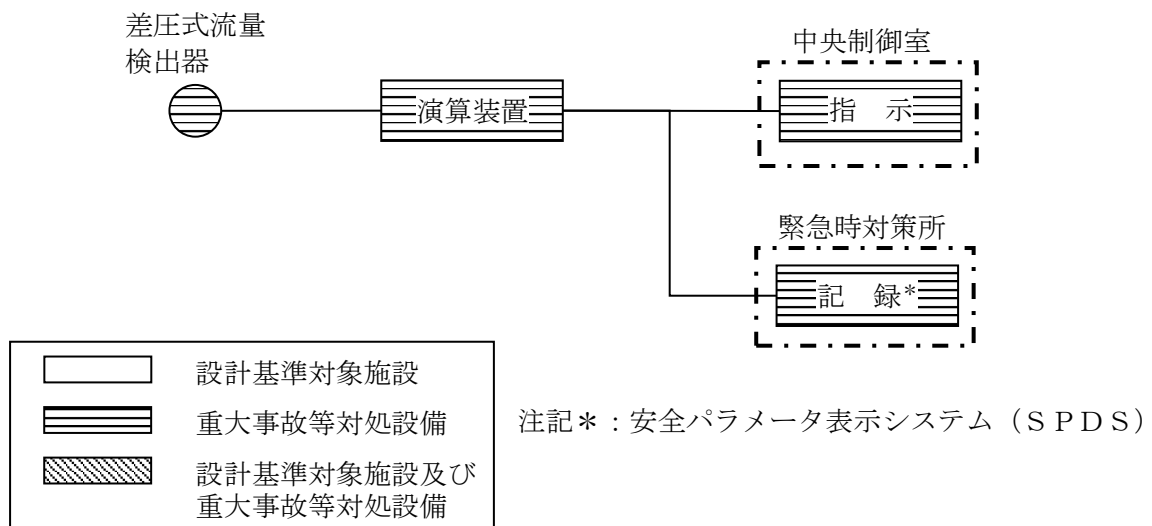 差圧式流量
検出器
演算装置
中央制御室
指　示
緊急時対策所
記　録*
設計基準対象施設
重大事故等対処設備
設計基準対象施設及び
重大事故等対処設備
注記＊：安全パラメータ表示システム（ＳＰＤＳ）